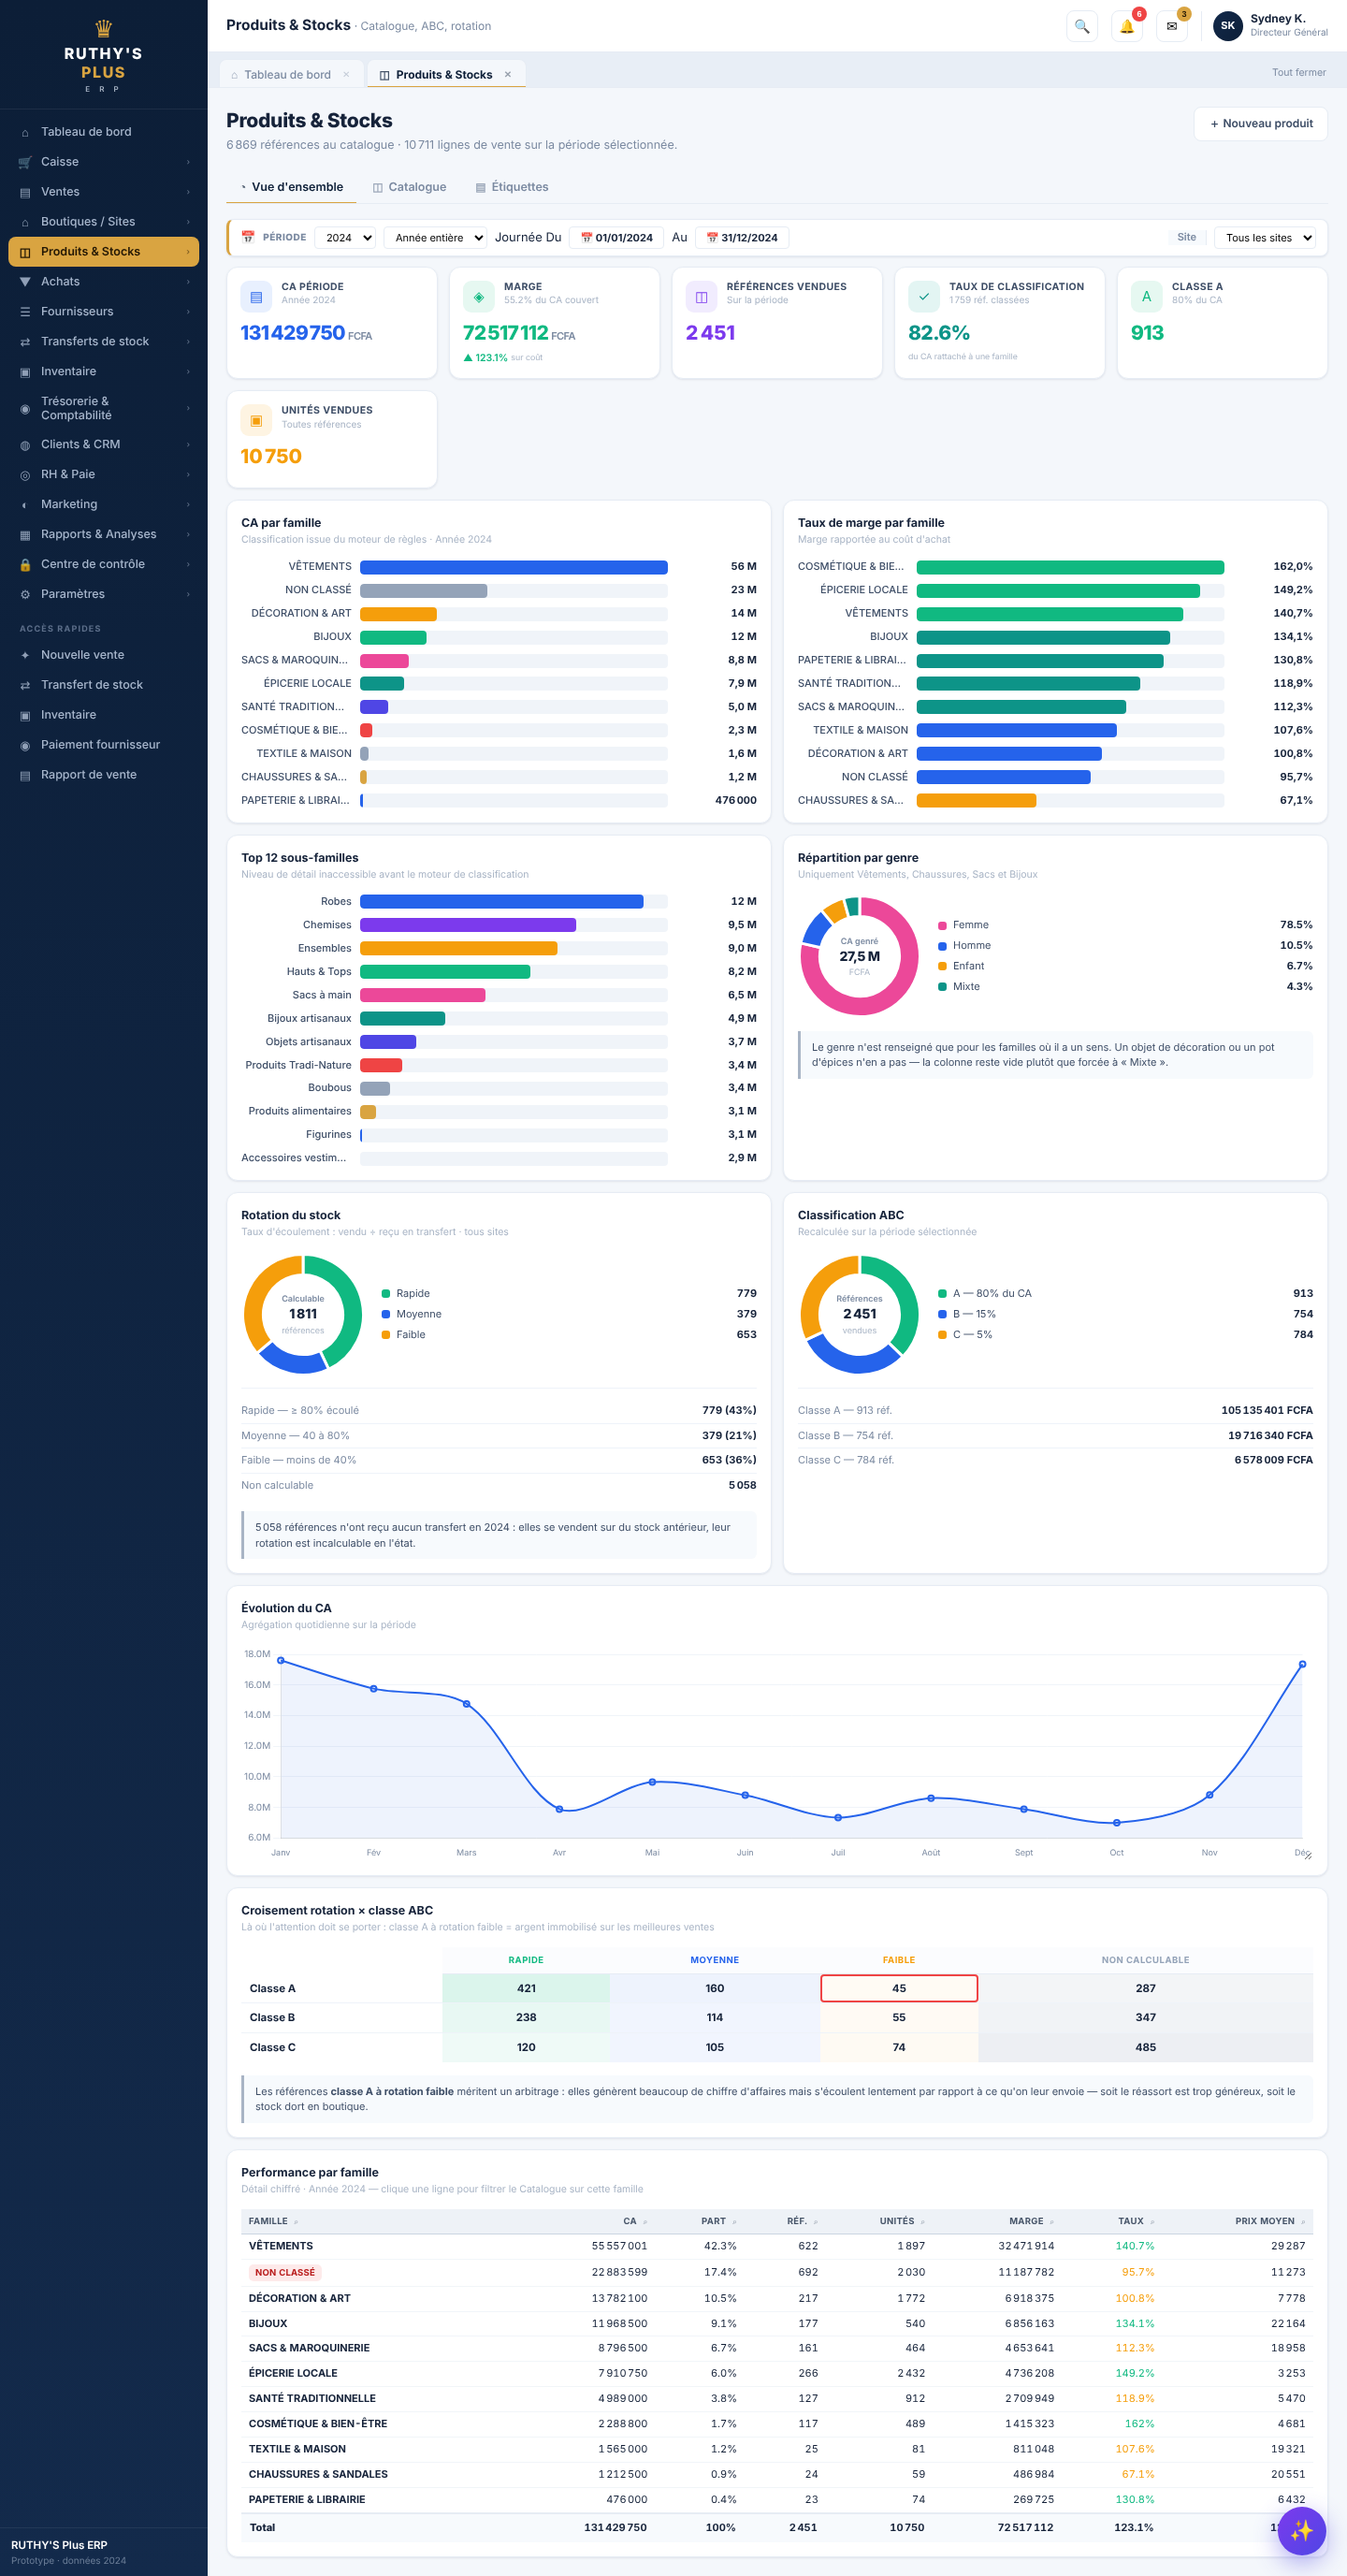 RUTHY'S
PLUS
E R P
Tableau de bord
Caisse
Ventes
Boutiques / Sites
Produits & Stocks
Achats
Fournisseurs
Transferts de stock
Inventaire
Trésorerie &
Comptabilité
Clients & CRM
RH & Paie
Marketing
Rapports & Analyses
Centre de contrôle
Paramètres
ACCÈS RAPIDES
Nouvelle vente
Transfert de stock
Inventaire
Paiement fournisseur
Rapport de vente
RUTHY'S Plus ERP
Prototype · données 2024
Produits & Stocks · Catalogue, ABC, rotation
6
3
SK
Sydney K.
Directeur Général
Tableau de bord ×
Produits & Stocks ×
Tout fermer
Produits & Stocks
6 869 références au catalogue · 10 711 lignes de vente sur la période sélectionnée.
+ Nouveau produit
Vue d'ensemble
Catalogue
Étiquettes
PÉRIODE 2024 Année entière Journée Du 01/01/2024 Au 31/12/2024
Site Tous les sites
CA PÉRIODE
Année 2024
131 429 750 FCFA
MARGE
55.2% du CA couvert
72 517 112 FCFA
▲ 123.1% sur coût
RÉFÉRENCES VENDUES
Sur la période
2 451
TAUX DE CLASSIFICATION
1 759 réf. classées
82.6%
du CA rattaché à une famille
A
CLASSE A
80% du CA
913
UNITÉS VENDUES
Toutes références
10 750
CA par famille
Classification issue du moteur de règles · Année 2024
VÊTEMENTS 56 M
NON CLASSÉ 23 M
DÉCORATION & ART 14 M
BIJOUX 12 M
SACS & MAROQUIN... 8,8 M
ÉPICERIE LOCALE 7,9 M
SANTÉ TRADITION... 5,0 M
COSMÉTIQUE & BIE... 2,3 M
TEXTILE & MAISON 1,6 M
CHAUSSURES & SA... 1,2 M
PAPETERIE & LIBRAI... 476 000
Taux de marge par famille
Marge rapportée au coût d'achat
COSMÉTIQUE & BIE... 162,0%
ÉPICERIE LOCALE 149,2%
VÊTEMENTS 140,7%
BIJOUX 134,1%
PAPETERIE & LIBRAI... 130,8%
SANTÉ TRADITION... 118,9%
SACS & MAROQUIN... 112,3%
TEXTILE & MAISON 107,6%
DÉCORATION & ART 100,8%
NON CLASSÉ 95,7%
CHAUSSURES & SA... 67,1%
Top 12 sous-familles
Niveau de détail inaccessible avant le moteur de classification
Robes 12 M
Chemises 9,5 M
Ensembles 9,0 M
Hauts & Tops 8,2 M
Sacs à main 6,5 M
Bijoux artisanaux 4,9 M
Objets artisanaux 3,7 M
Produits Tradi-Nature 3,4 M
Boubous 3,4 M
Produits alimentaires 3,1 M
Figurines 3,1 M
Accessoires vestim... 2,9 M
Répartition par genre
Uniquement Vêtements, Chaussures, Sacs et Bijoux
CA genré
27,5 M
FCFA
Femme 78.5%
Homme 10.5%
Enfant 6.7%
Mixte 4.3%
Le genre n'est renseigné que pour les familles où il a un sens. Un objet de décoration ou un pot
d'épices n'en a pas — la colonne reste vide plutôt que forcée à « Mixte ».
Rotation du stock
Taux d'écoulement : vendu ÷ reçu en transfert · tous sites
Calculable
1 811
références
Rapide 779
Moyenne 379
Faible 653
Rapide — ≥ 80% écoulé 779 (43%)
Moyenne — 40 à 80% 379 (21%)
Faible — moins de 40% 653 (36%)
Non calculable 5 058
5 058 références n'ont reçu aucun transfert en 2024 : elles se vendent sur du stock antérieur, leur
rotation est incalculable en l'état.
Classification ABC
Recalculée sur la période sélectionnée
Références
2 451
vendues
A — 80% du CA 913
B — 15% 754
C — 5% 784
Classe A — 913 réf. 105 135 401 FCFA
Classe B — 754 réf. 19 716 340 FCFA
Classe C — 784 réf. 6 578 009 FCFA
Évolution du CA
Agrégation quotidienne sur la période
18.0M
16.0M
14.0M
12.0M
10.0M
8.0M
6.0M
Janv Fév Mars Avr Mai Juin Juil Août Sept Oct Nov Déc
Croisement rotation × classe ABC
Là où l'attention doit se porter : classe A à rotation faible = argent immobilisé sur les meilleures ventes
RAPIDE MOYENNE FAIBLE NON CALCULABLE
Classe A 421 160 45 287
Classe B 238 114 55 347
Classe C 120 105 74 485
Les références classe A à rotation faible méritent un arbitrage : elles génèrent beaucoup de chiffre d'affaires mais s'écoulent lentement par rapport à ce qu'on leur envoie — soit le réassort est trop généreux, soit le
stock dort en boutique.
Performance par famille
Détail chiffré · Année 2024 — clique une ligne pour filtrer le Catalogue sur cette famille
FAMILLE CA PART RÉF. UNITÉS MARGE TAUX PRIX MOYEN
VÊTEMENTS 55 557 001 42.3% 622 1 897 32 471 914 140.7% 29 287
NON CLASSÉ 22 883 599 17.4% 692 2 030 11 187 782 95.7% 11 273
DÉCORATION & ART 13 782 100 10.5% 217 1 772 6 918 375 100.8% 7 778
BIJOUX 11 968 500 9.1% 177 540 6 856 163 134.1% 22 164
SACS & MAROQUINERIE 8 796 500 6.7% 161 464 4 653 641 112.3% 18 958
ÉPICERIE LOCALE 7 910 750 6.0% 266 2 432 4 736 208 149.2% 3 253
SANTÉ TRADITIONNELLE 4 989 000 3.8% 127 912 2 709 949 118.9% 5 470
COSMÉTIQUE & BIEN-ÊTRE 2 288 800 1.7% 117 489 1 415 323 162% 4 681
TEXTILE & MAISON 1 565 000 1.2% 25 81 811 048 107.6% 19 321
CHAUSSURES & SANDALES 1 212 500 0.9% 24 59 486 984 67.1% 20 551
PAPETERIE & LIBRAIRIE 476 000 0.4% 23 74 269 725 130.8% 6 432
Total 131 429 750 100% 2 451 10 750 72 517 112 123.1%